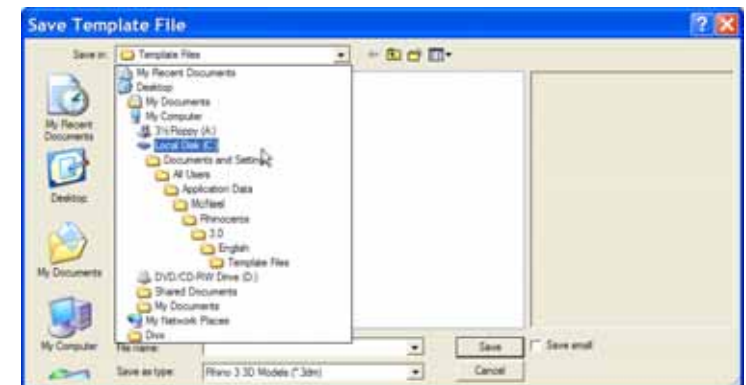 Save Template File
Save in:
Template Files
My Recent Documents
Desktop
My Documents
My Computer
3½ Floppy (A:)
Local Disk (C:)
Documents and Settings
All Users
Application Data
McNeel
Rhinoceros
3.0
English
Template Files
DVD/CD-RW Drive (D:)
Shared Documents
My Documents
My Network Places
My Recent
Documents
Desktop
My Documents
My Computer
File name:
Save
Save small
Save as type:
Rhino 3 3D Models (*.3dm)
Cancel